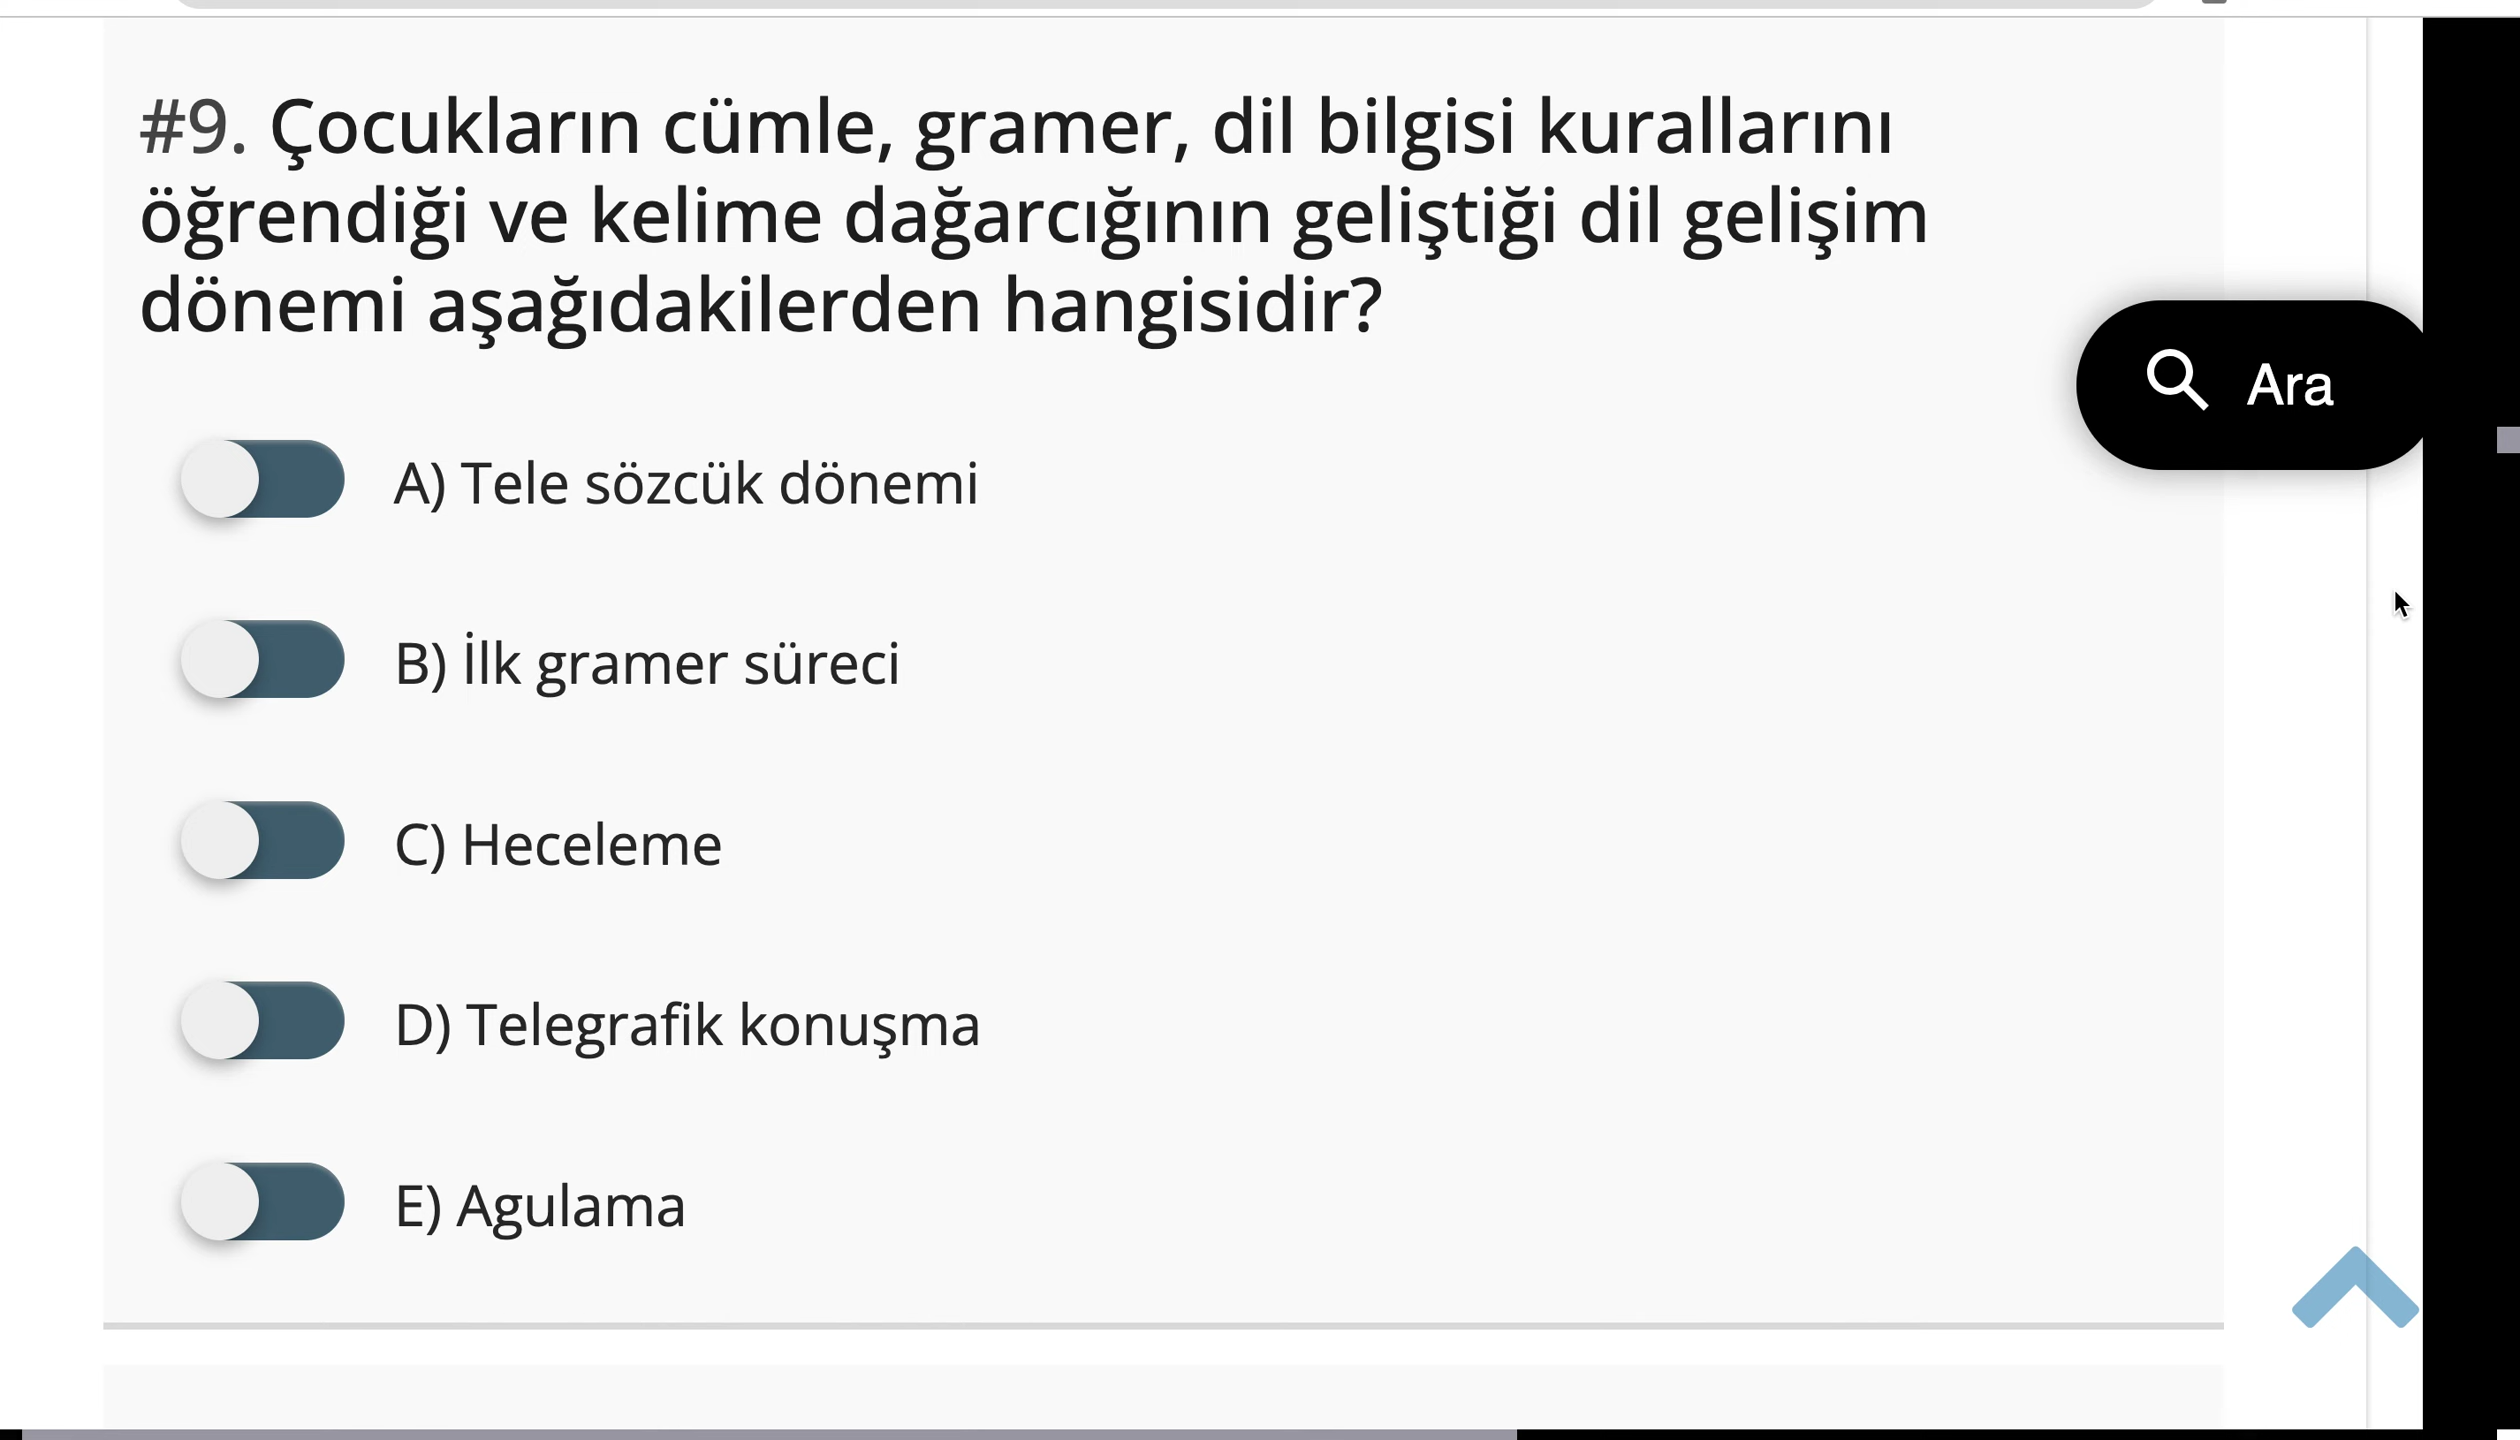 #9. Çocukların cümle, gramer, dil bilgisi kurallarını
öğrendiği ve kelime dağarcığının geliştiği dil gelişim
dönemi aşağıdakilerden hangisidir?
Ara
A) Tele sözcük dönemi
B) İlk gramer süreci
C) Heceleme
D) Telegrafik konuşma
E) Agulama